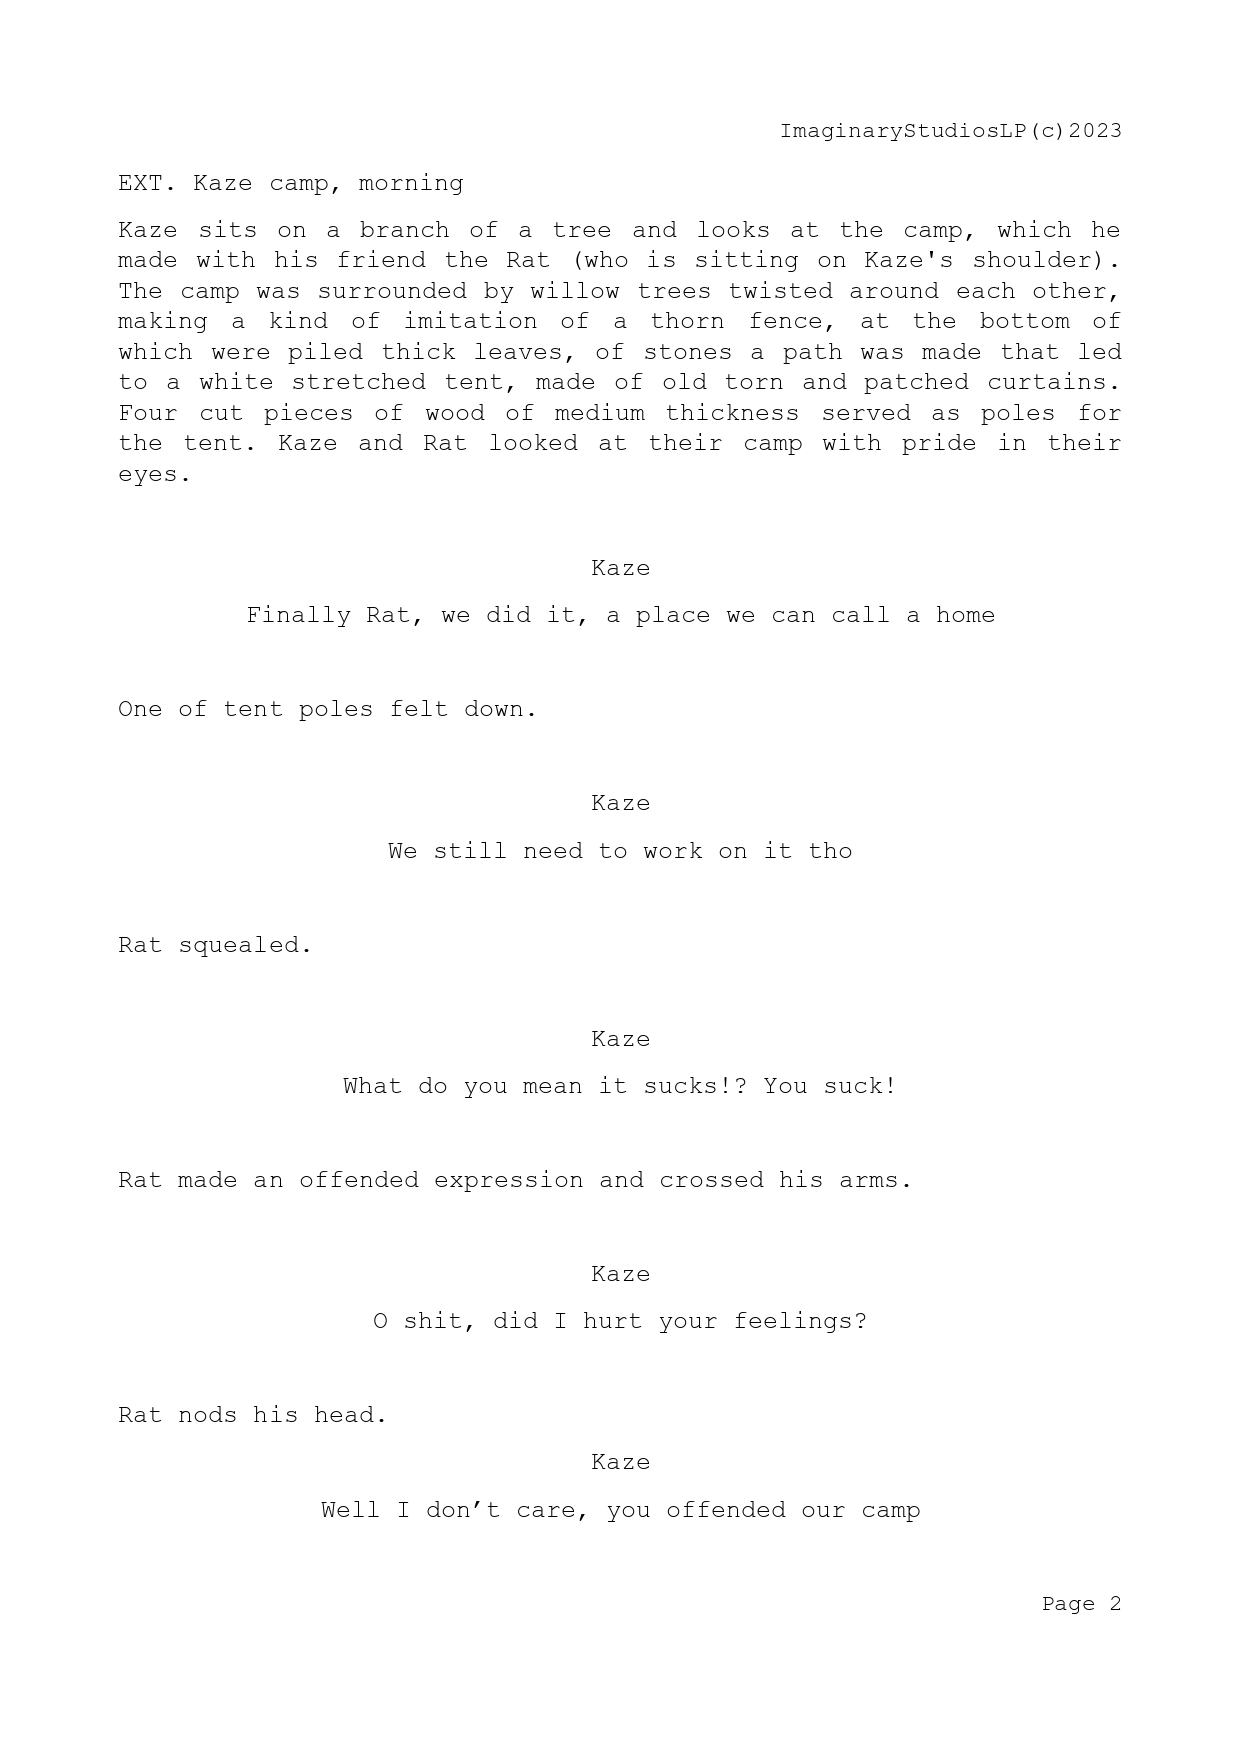 ImaginaryStudiosLP(c)2023
EXT. Kaze camp, morning
Kaze sits on a branch of a tree and looks at the camp, which he
made with his friend the Rat (who is sitting on Kaze's shoulder).
The camp was surrounded by willow trees twisted around each other,
making a kind of imitation of a thorn fence, at the bottom of
which were piled thick leaves, of stones a path was made that led
to a white stretched tent, made of old torn and patched curtains.
Four cut pieces of wood of medium thickness served as poles for
the tent. Kaze and Rat looked at their camp with pride in their
eyes.
Kaze
Finally Rat, we did it, a place we can call a home
One of tent poles felt down.
Kaze
We still need to work on it tho
Rat squealed.
Kaze
What do you mean it sucks!? You suck!
Rat made an offended expression and crossed his arms.
Kaze
O shit, did I hurt your feelings?
Rat nods his head.
Kaze
Well I don’t care, you offended our camp
Page 2